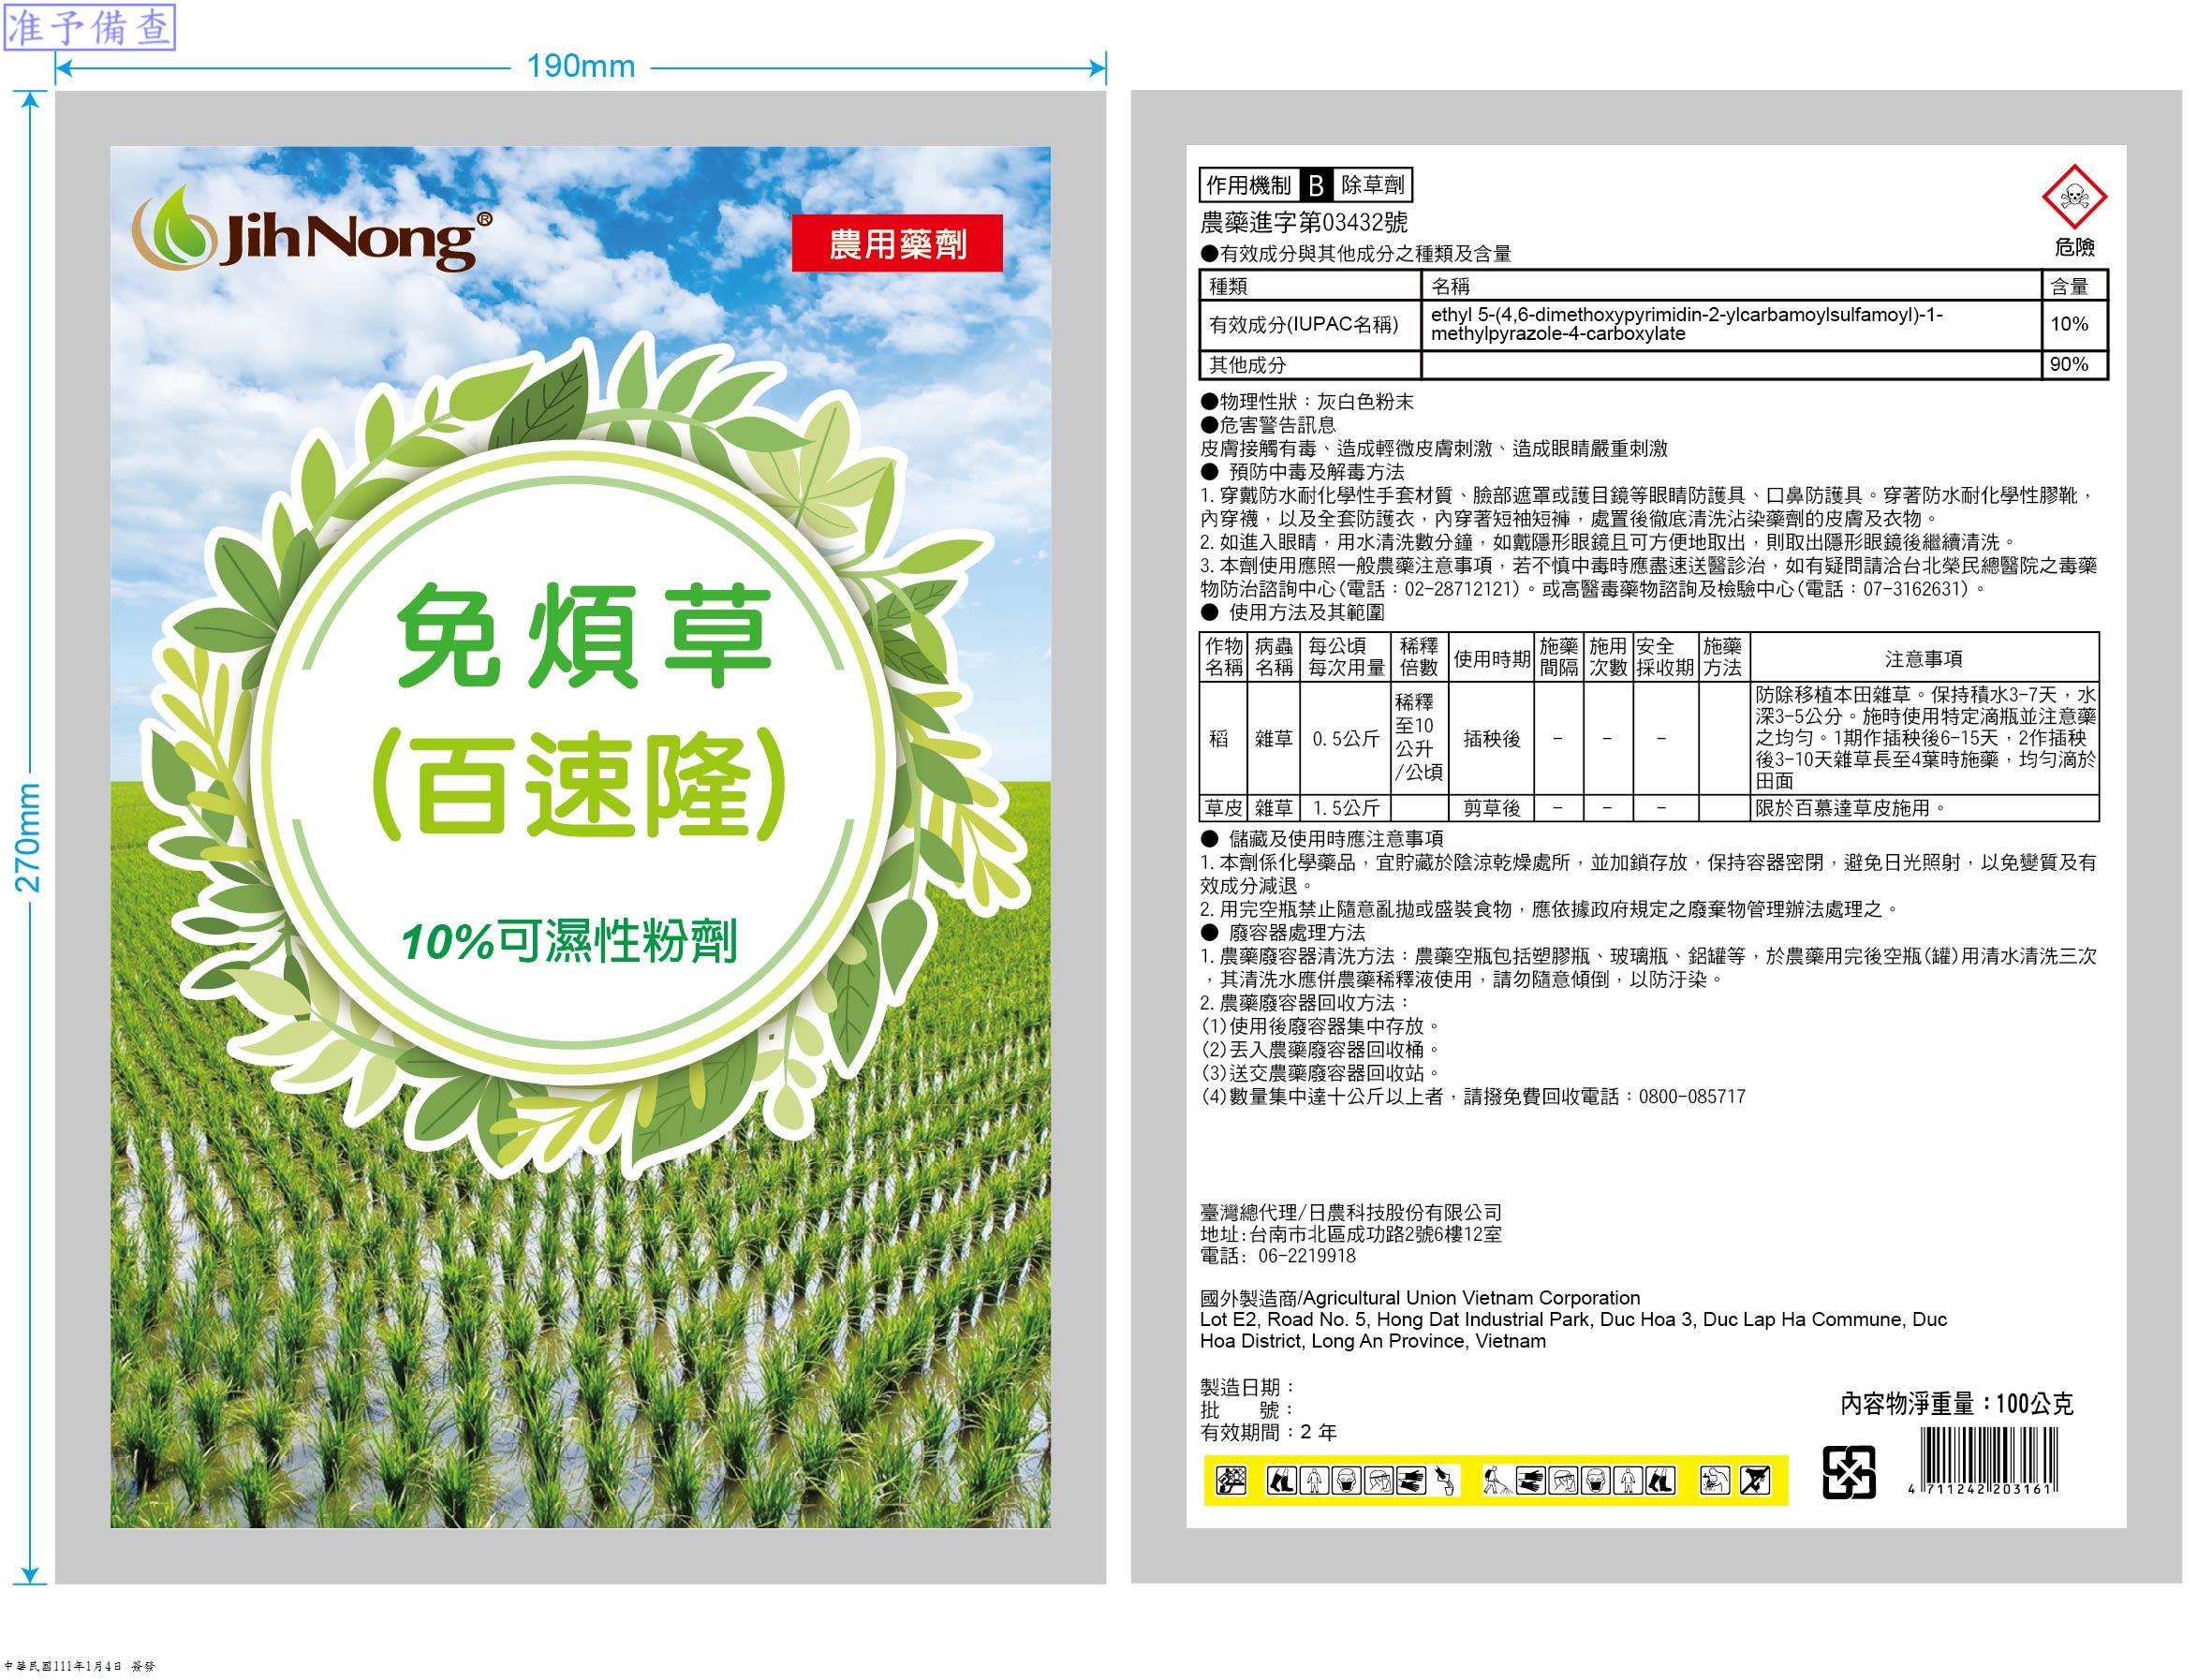 准予備查
190mm
270mm
JihNong®
農用藥劑
免煩草
(百速隆)
10%可濕性粉劑
作用機制 B 除草劑
農藥進字第03432號
危險
●有效成分與其他成分之種類及含量
種類 名稱 含量
有效成分(IUPAC名稱) ethyl 5-(4,6-dimethoxypyrimidin-2-ylcarbamoylsulfamoyl)-1-
methylpyrazole-4-carboxylate 10%
其他成分 90%
●物理性狀：灰白色粉末
●危害警告訊息
皮膚接觸有毒、造成輕微皮膚刺激、造成眼睛嚴重刺激
● 預防中毒及解毒方法
1. 穿戴防水耐化學性手套材質、臉部遮罩或護目鏡等眼睛防護具、口鼻防護具。穿著防水耐化學性膠靴，
內穿襪，以及全套防護衣，內穿著短袖短褲，處置後徹底清洗沾染藥劑的皮膚及衣物。
2. 如進入眼睛，用水清洗數分鐘，如戴隱形眼鏡且可方便地取出，則取出隱形眼鏡後繼續清洗。
3. 本劑使用應照一般農藥注意事項，若不慎中毒時應盡速送醫診治，如有疑問請洽台北榮民總醫院之毒藥
物防治諮詢中心(電話：02-28712121)。或高醫毒藥物諮詢及檢驗中心(電話：07-3162631)。
● 使用方法及其範圍
作物名稱 病蟲名稱 每公頃每次用量 稀釋倍數 使用時期 施藥間隔 施用次數 安全採收期 施藥方法 注意事項
稻 雜草 0.5公斤 稀釋至10公升/公頃 插秧後 - - - 防除移植本田雜草。保持積水3-7天，水
深3-5公分。施時使用特定滴瓶並注意藥
之均勻。1期作插秧後6-15天，2作插秧
後3-10天雜草長至4葉時施藥，均勻滴於
田面
草皮 雜草 1.5公斤 剪草後 - - - 限於百慕達草皮施用。
● 儲藏及使用時應注意事項
1. 本劑係化學藥品，宜貯藏於陰涼乾燥處所，並加鎖存放，保持容器密閉，避免日光照射，以免變質及有
效成分減退。
2. 用完空瓶禁止隨意亂拋或盛裝食物，應依據政府規定之廢棄物管理辦法處理之。
● 廢容器處理方法
1. 農藥廢容器清洗方法：農藥空瓶包括塑膠瓶、玻璃瓶、鋁罐等，於農藥用完後空瓶(罐)用清水清洗三次
，其清洗水應併農藥稀釋液使用，請勿隨意傾倒，以防汙染。
2. 農藥廢容器回收方法：
(1)使用後廢容器集中存放。
(2)丟入農藥廢容器回收桶。
(3)送交農藥廢容器回收站。
(4)數量集中達十公斤以上者，請撥免費回收電話：0800-085717
臺灣總代理/日農科技股份有限公司
地址:台南市北區成功路2號6樓12室
電話: 06-2219918
國外製造商/Agricultural Union Vietnam Corporation
Lot E2, Road No. 5, Hong Dat Industrial Park, Duc Hoa 3, Duc Lap Ha Commune, Duc
Hoa District, Long An Province, Vietnam
製造日期：
批　　號：
有效期間：2 年
內容物淨重量：100公克
4 711242 203161
中華民國111年1月4日 簽發